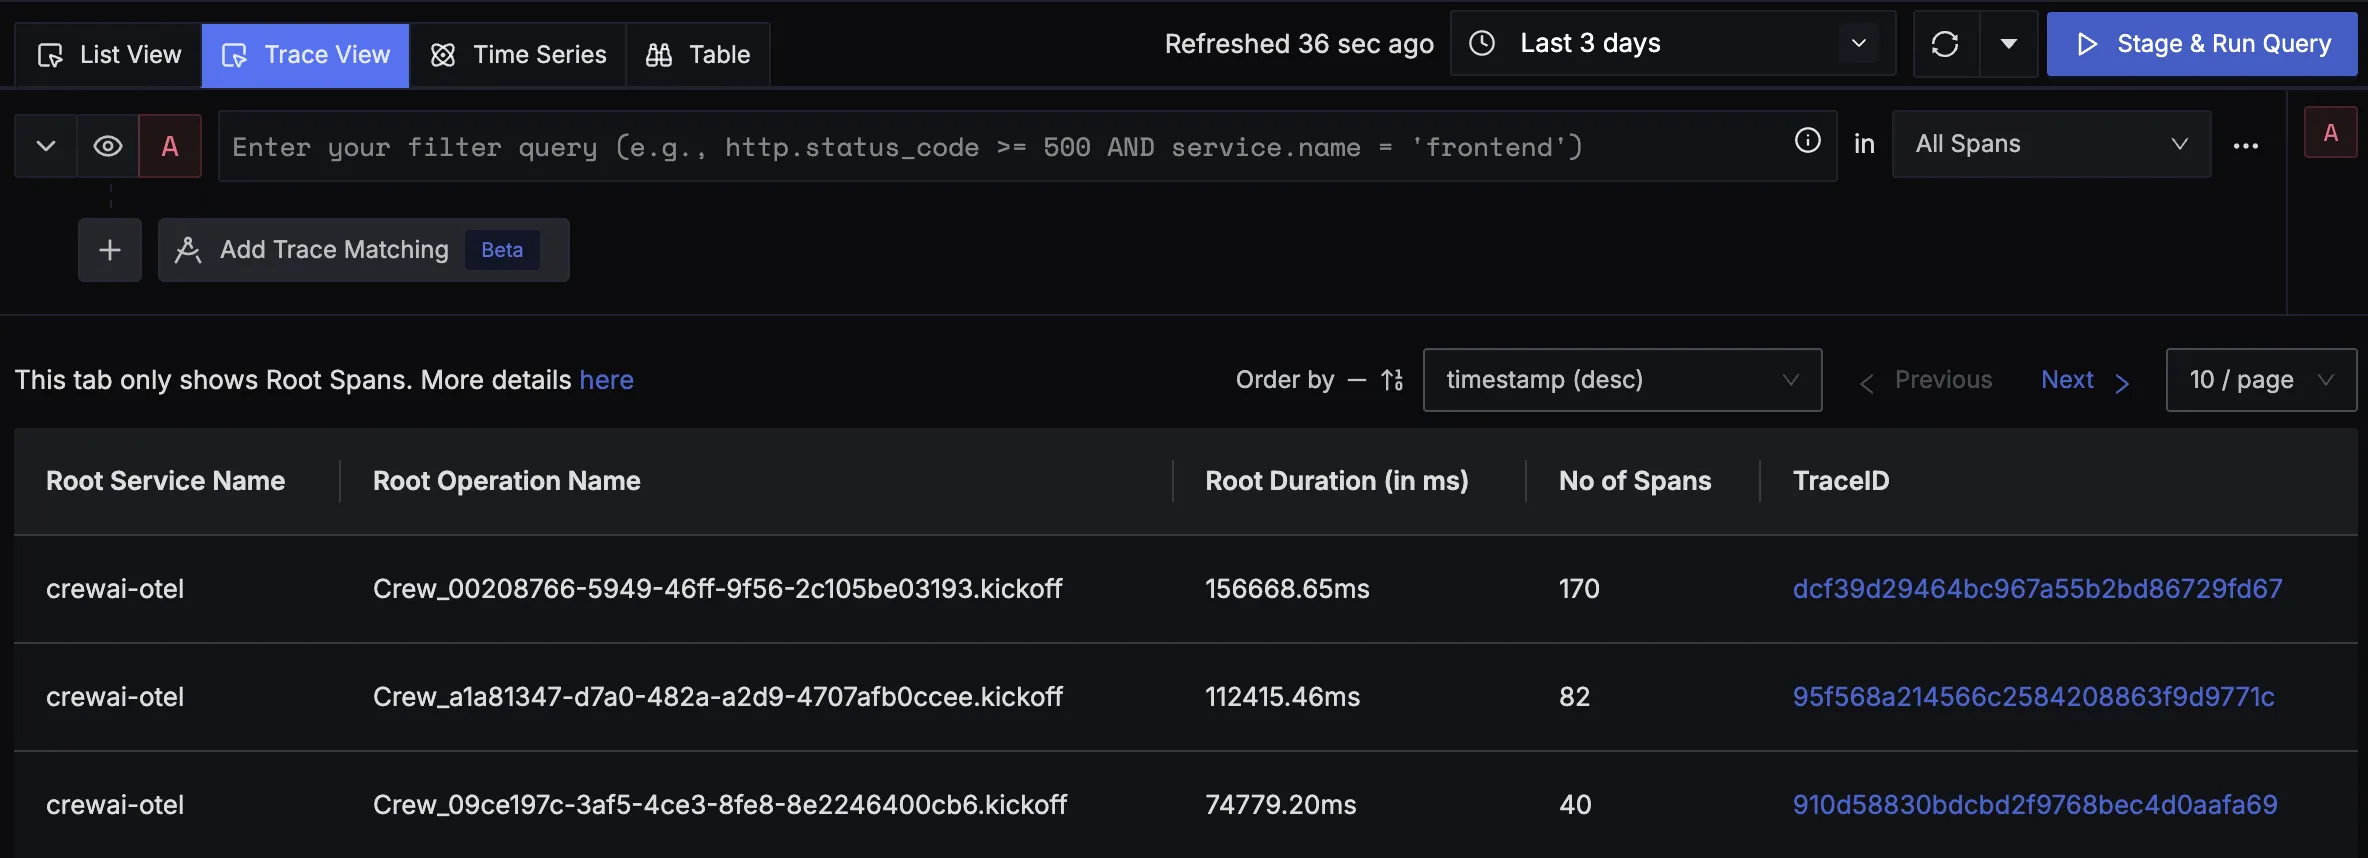 List View Trace View Time Series Table Refreshed 36 sec ago Last 3 days Stage & Run Query
A Enter your filter query (e.g., http.status_code >= 500 AND service.name = 'frontend') in All Spans ... A
+ Add Trace Matching Beta
This tab only shows Root Spans. More details here Order by timestamp (desc) < Previous Next > 10 / page
Root Service Name Root Operation Name Root Duration (in ms) No of Spans TraceID
crewai-otel Crew_00208766-5949-46ff-9f56-2c105be03193.kickoff 156668.65ms 170 dcf39d29464bc967a55b2bd86729fd67
crewai-otel Crew_a1a81347-d7a0-482a-a2d9-4707afb0ccee.kickoff 112415.46ms 82 95f568a214566c2584208863f9d9771c
crewai-otel Crew_09ce197c-3af5-4ce3-8fe8-8e2246400cb6.kickoff 74779.20ms 40 910d58830bdcbd2f9768bec4d0aafa69